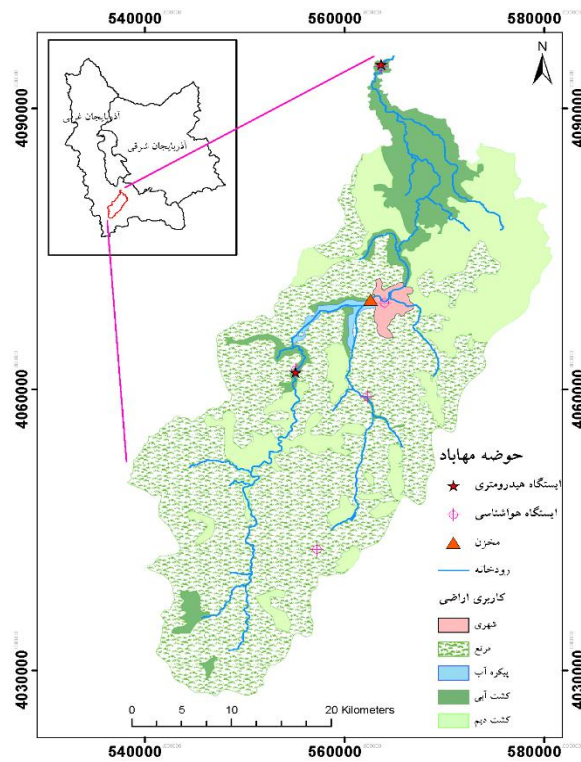 540000 560000 580000
N
آذربایجان غربی
آذربایجان شرقی
4090000 4090000
4060000 4060000
حوضه مهاباد
ایستگاه هیدرومتری
ایستگاه هواشناسی
مخزن
رودخانه
کاربری اراضی
شهری
مرتع
پیکره آب
کشت آبی
کشت دیم
4030000 4030000
0 5 10 20 Kilometers
540000 560000 580000